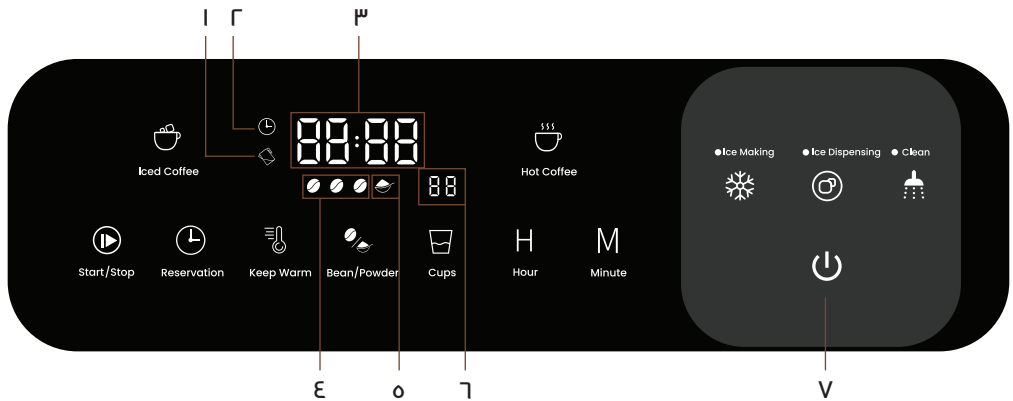 ١ ٢ ٣
88:88
Iced Coffee
Hot Coffee
88
Ice Making Ice Dispensing Clean
Start/Stop Reservation Keep Warm Bean/Powder Cups H Hour M Minute
٤ ٥ ٦ ٧